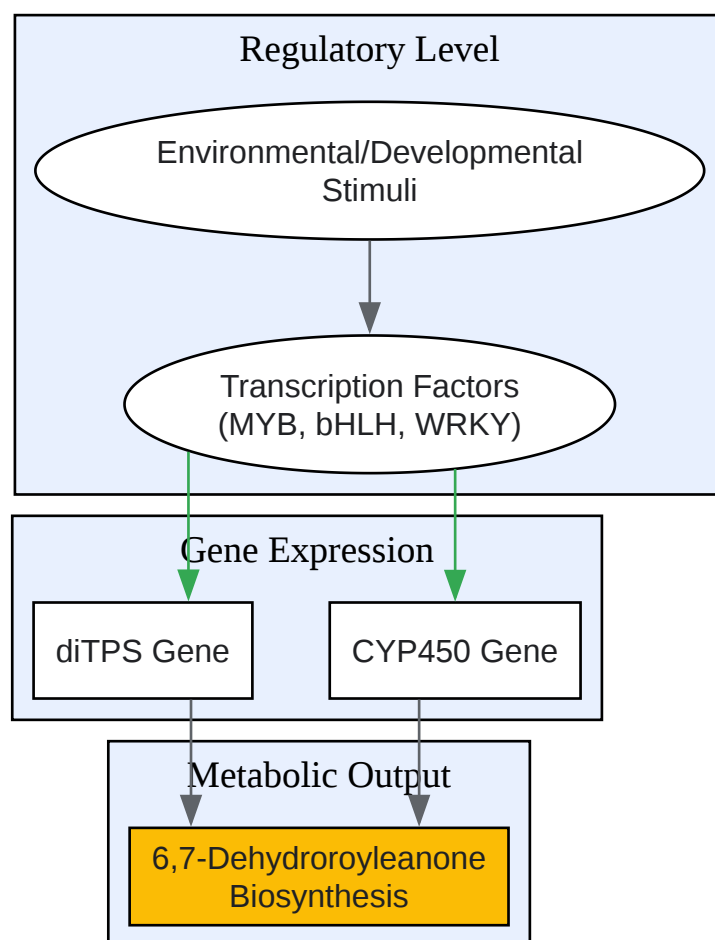 Regulatory Level
Environmental/Developmental
Stimuli
Transcription Factors
(MYB, bHLH, WRKY)
Gene Expression
diTPS Gene
CYP450 Gene
Metabolic Output
6,7-Dehydroroyleanone
Biosynthesis